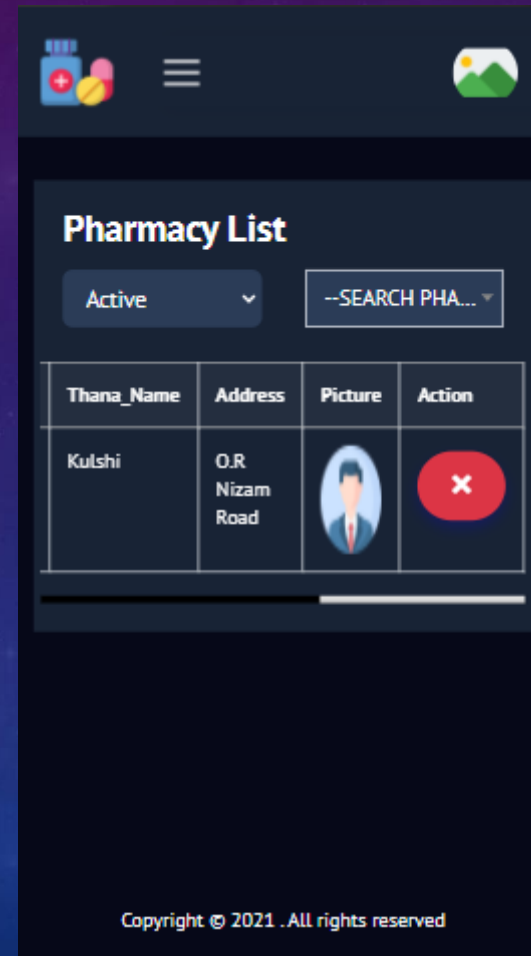 Pharmacy List
Active
--SEARCH PHA...
Thana_Name Address Picture Action
Kulshi O.R
Nizam
Road
Copyright © 2021 . All rights reserved